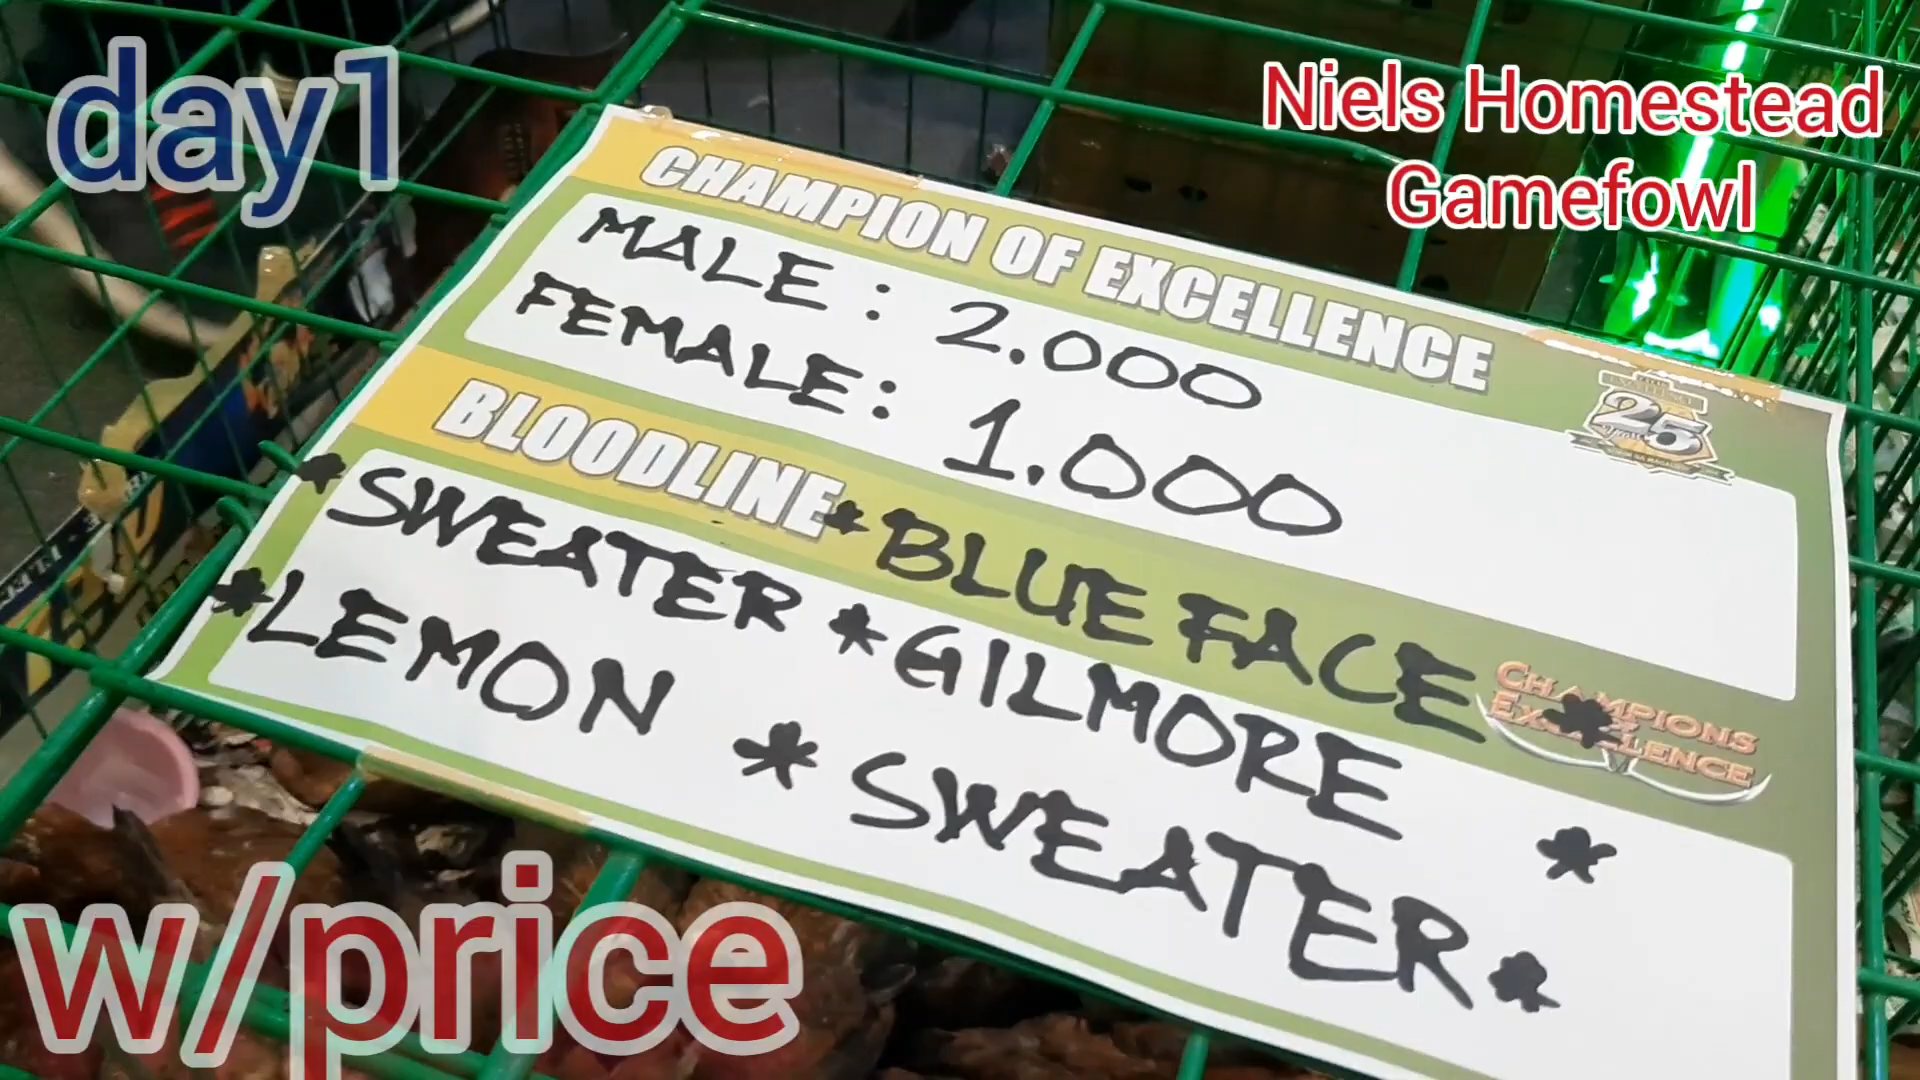 day1
Niels Homestead
Gamefowl
CHAMPION OF EXCELLENCE
MALE : 2.000
FEMALE : 1.000
25
BLOODLINE
* BLUE FACE *
* SWEATER * GILMORE *
* LEMON * SWEATER *
CHAMPIONS
EXCELLENCE
w/price